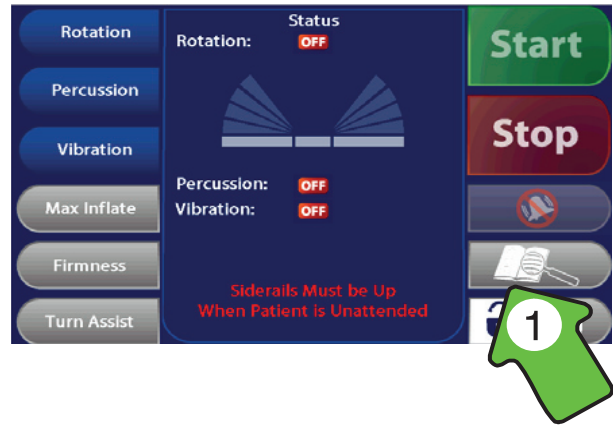 Rotation
Percussion
Vibration
Max Inflate
Firmness
Turn Assist
Status
Rotation: OFF
Percussion: OFF
Vibration: OFF
Siderails Must be Up
When Patient is Unattended
Start
Stop
1